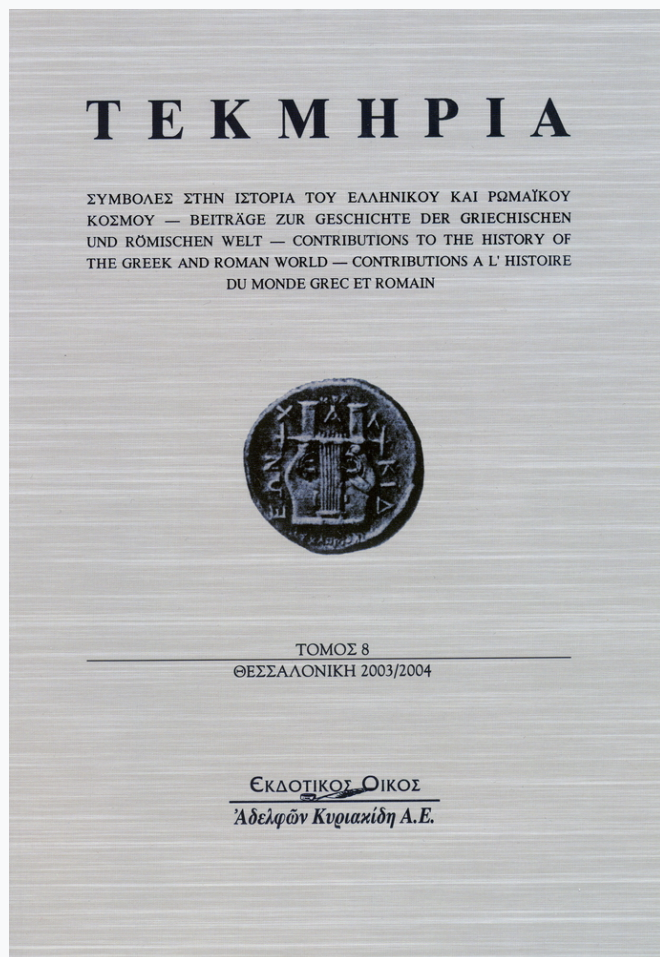 ΤΕΚΜΗΡΙΑ
ΣΥΜΒΟΛΕΣ ΣΤΗΝ ΙΣΤΟΡΙΑ ΤΟΥ ΕΛΛΗΝΙΚΟΥ ΚΑΙ ΡΩΜΑΪΚΟΥ
ΚΟΣΜΟΥ — BEITRÄGE ZUR GESCHICHTE DER GRIECHISCHEN
UND RÖMISCHEN WELT — CONTRIBUTIONS TO THE HISTORY OF
THE GREEK AND ROMAN WORLD — CONTRIBUTIONS A L' HISTOIRE
DU MONDE GREC ET ROMAIN
ΧΑΛΚΙΔΕΩΝ
ΤΟΜΟΣ 8
ΘΕΣΣΑΛΟΝΙΚΗ 2003/2004
ΕΚΔΟΤΙΚΟΣ ΟΙΚΟΣ
Ἀδελφῶν Κυριακίδη Α.Ε.